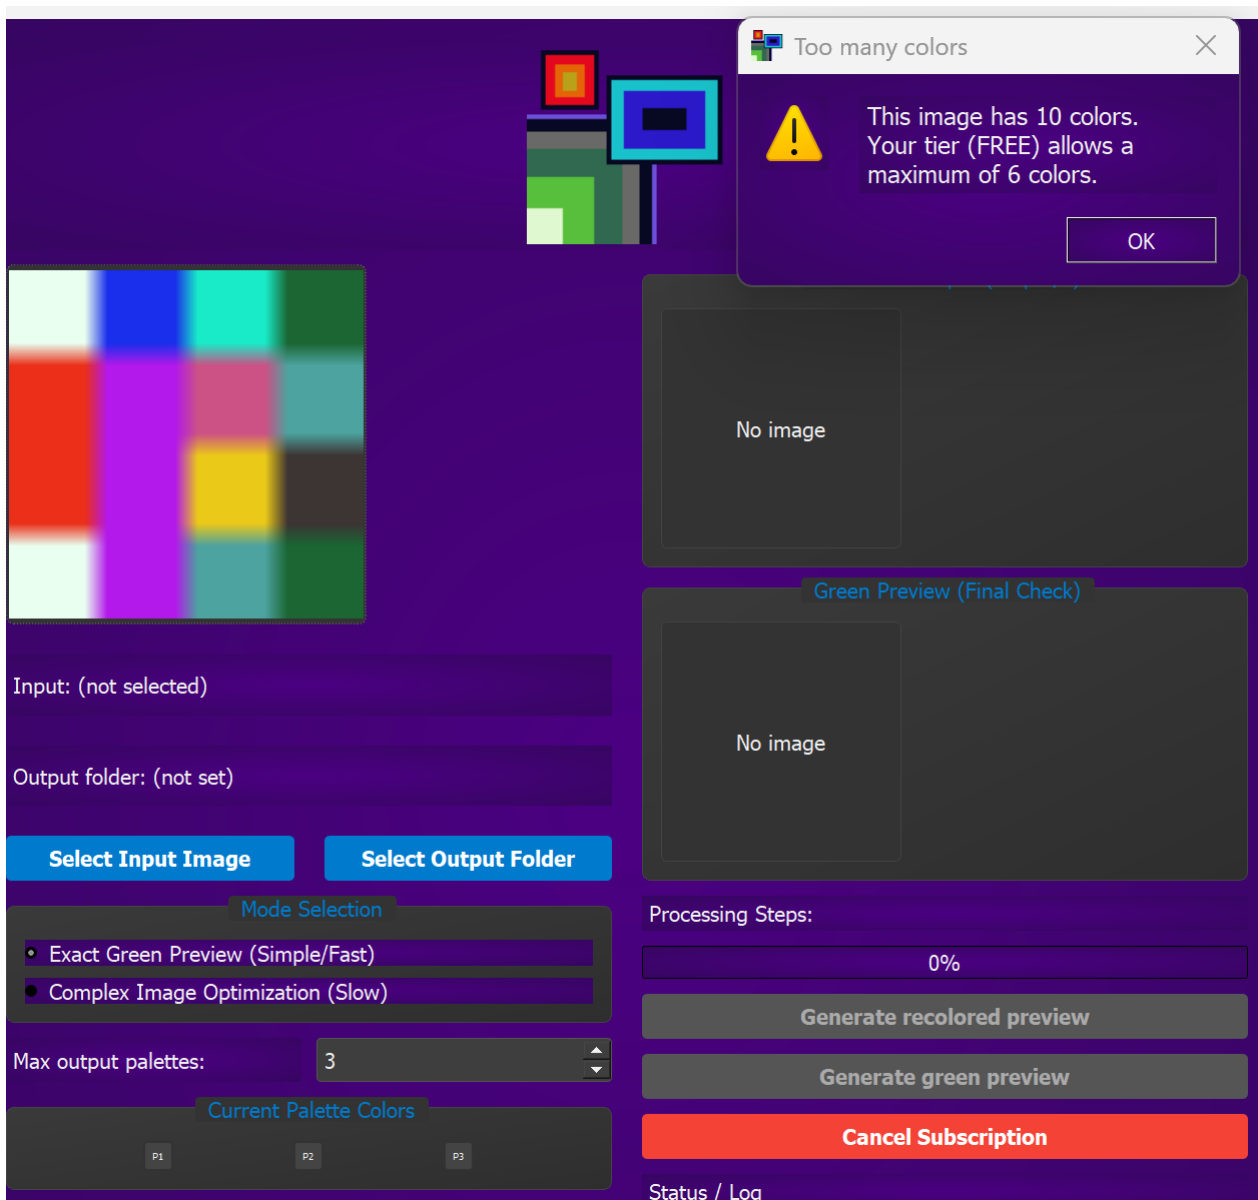 Too many colors
This image has 10 colors.
Your tier (FREE) allows a
maximum of 6 colors.
OK
No image
Green Preview (Final Check)
No image
Input: (not selected)
Output folder: (not set)
Select Input Image
Select Output Folder
Mode Selection
Exact Green Preview (Simple/Fast)
Complex Image Optimization (Slow)
Max output palettes:
3
Current Palette Colors
P1
P2
P3
Processing Steps:
0%
Generate recolored preview
Generate green preview
Cancel Subscription
Status / Log